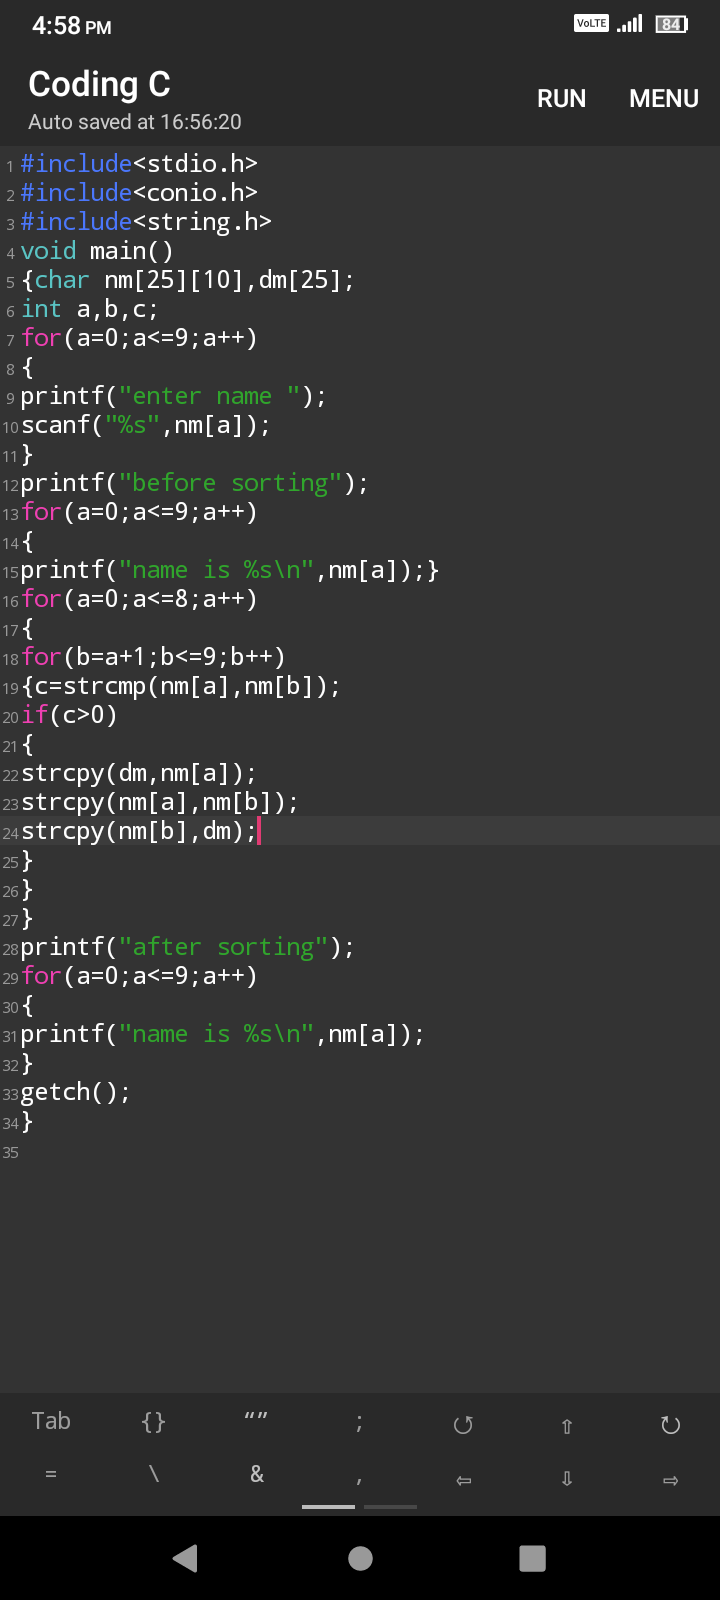 4:58 PM
VoLTE
84
Coding C
RUN
MENU
Auto saved at 16:56:20
1 #include<stdio.h>
2 #include<conio.h>
3 #include<string.h>
4 void main()
5 {char nm[25][10],dm[25];
6 int a,b,c;
7 for(a=0;a<=9;a++)
8 {
9 printf("enter name ");
10 scanf("%s",nm[a]);
11 }
12 printf("before sorting");
13 for(a=0;a<=9;a++)
14 {
15 printf("name is %s\n",nm[a]);}
16 for(a=0;a<=8;a++)
17 {
18 for(b=a+1;b<=9;b++)
19 {c=strcmp(nm[a],nm[b]);
20 if(c>0)
21 {
22 strcpy(dm,nm[a]);
23 strcpy(nm[a],nm[b]);
24 strcpy(nm[b],dm);
25 }
26 }
27 }
28 printf("after sorting");
29 for(a=0;a<=9;a++)
30 {
31 printf("name is %s\n",nm[a]);
32 }
33 getch();
34 }
35
Tab {} “” ; ↺ ⇧ ↻
= \ & , ⇦ ⇩ ⇨